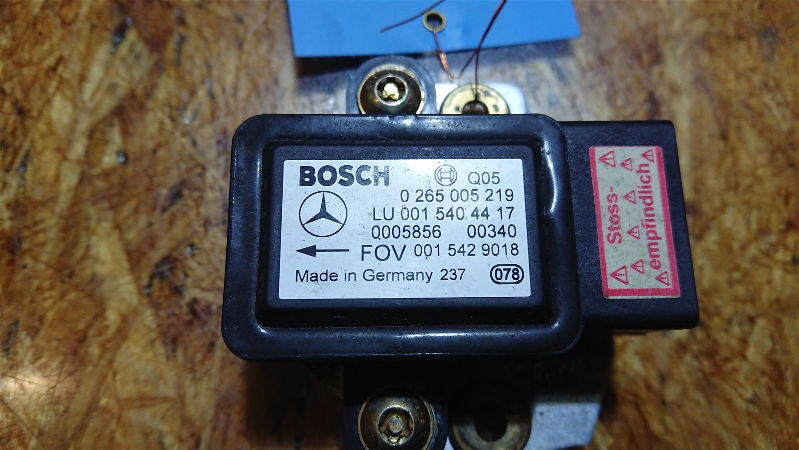 BOSCH Q05
0 265 005 219
LU 001 540 44 17
0005856 00340
FOV 001 542 9018
Made in Germany 237 078
Stoss-
empfindlich